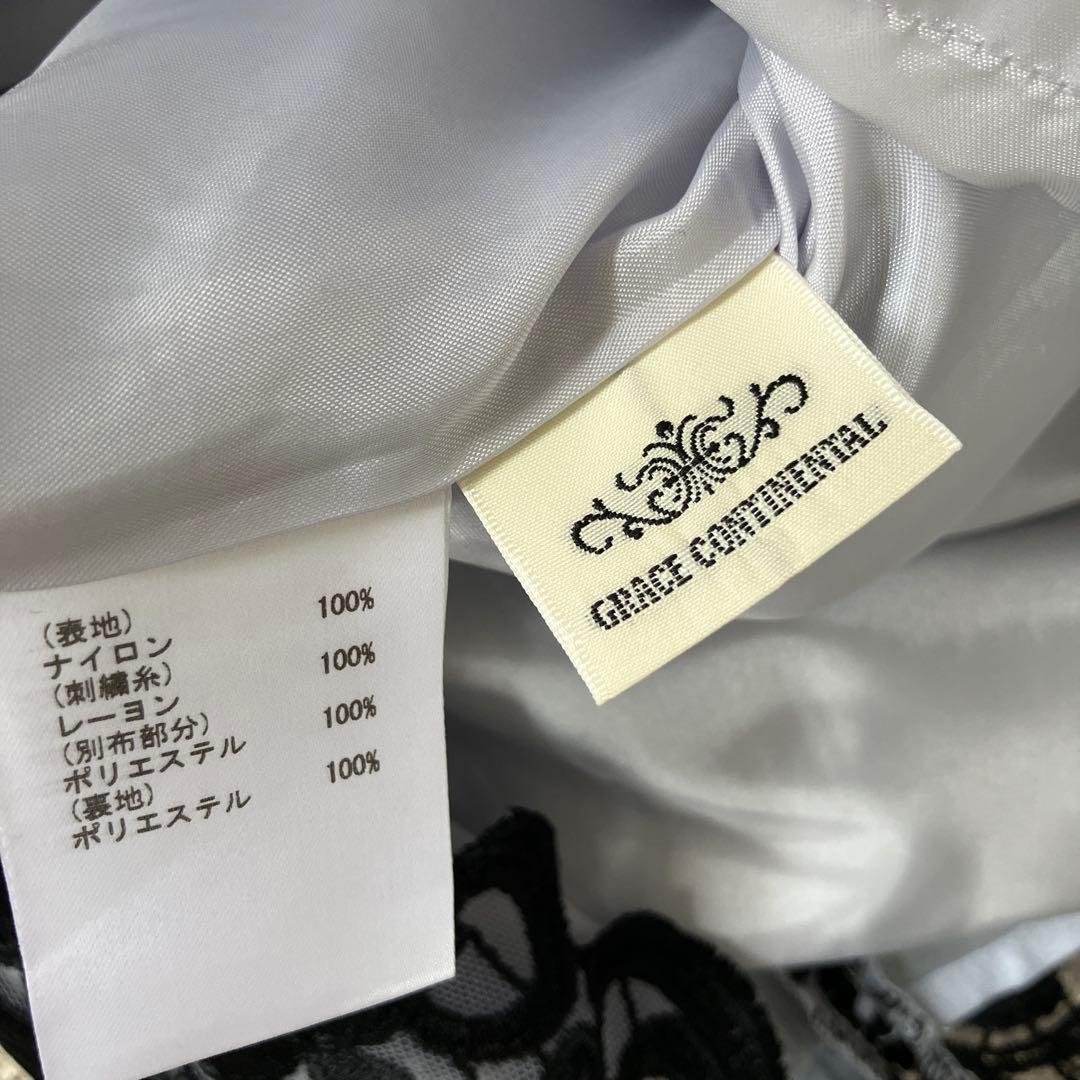 (表地)
ナイロン 100%
(刺繍糸)
レーヨン 100%
(別布部分)
ポリエステル 100%
(裏地)
ポリエステル 100%
GRACE CONTINENTAL